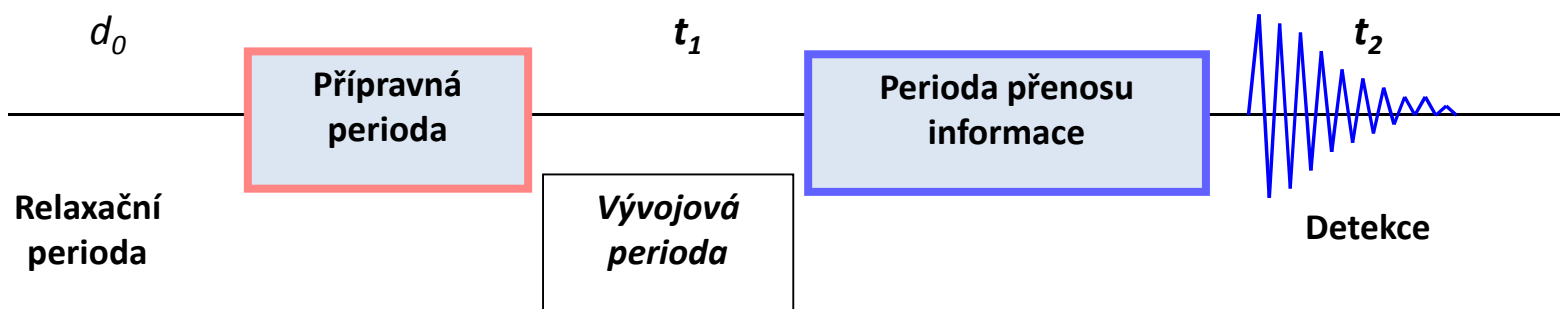 d0
t1
t2
Přípravná
perioda
Perioda přenosu
informace
Relaxační
perioda
Vývojová
perioda
Detekce